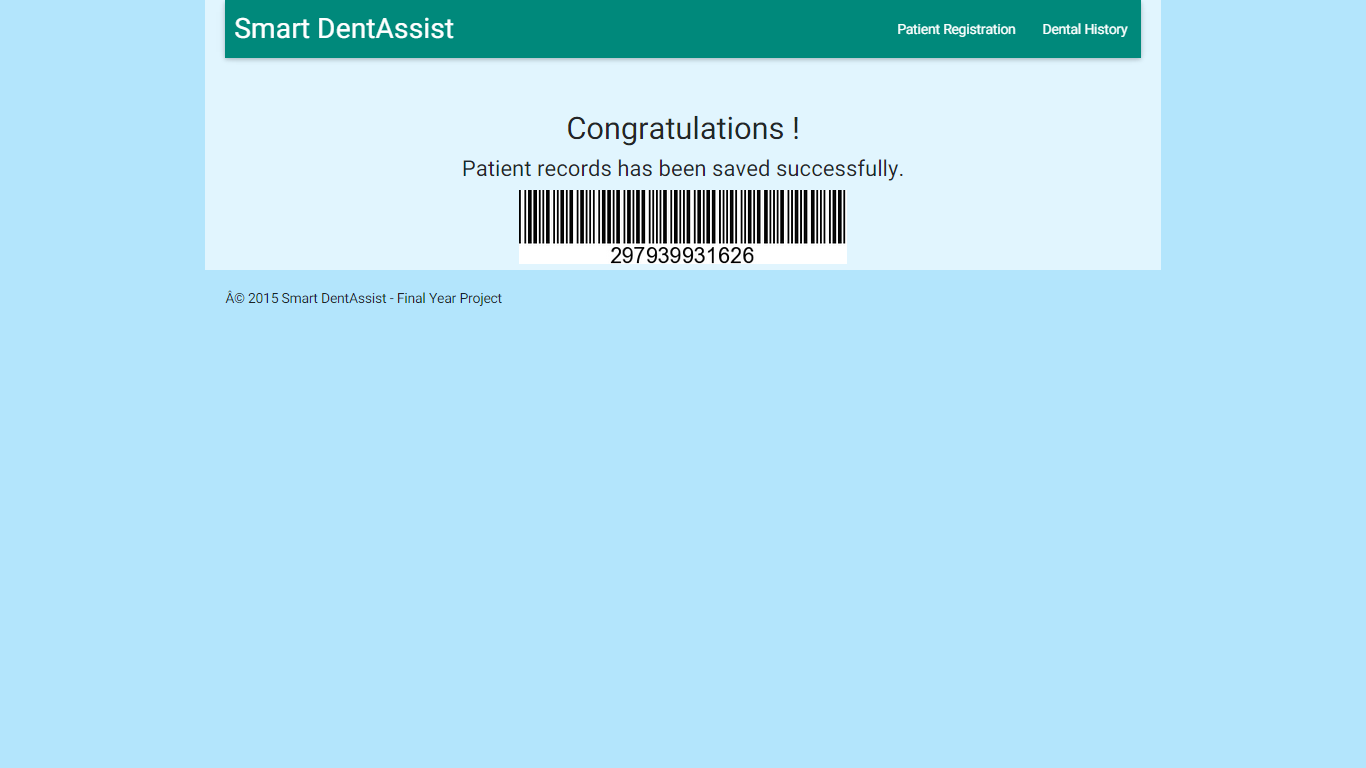 Smart DentAssist
Patient Registration
Dental History
Congratulations !
Patient records has been saved successfully.
297939931626
Â© 2015 Smart DentAssist - Final Year Project